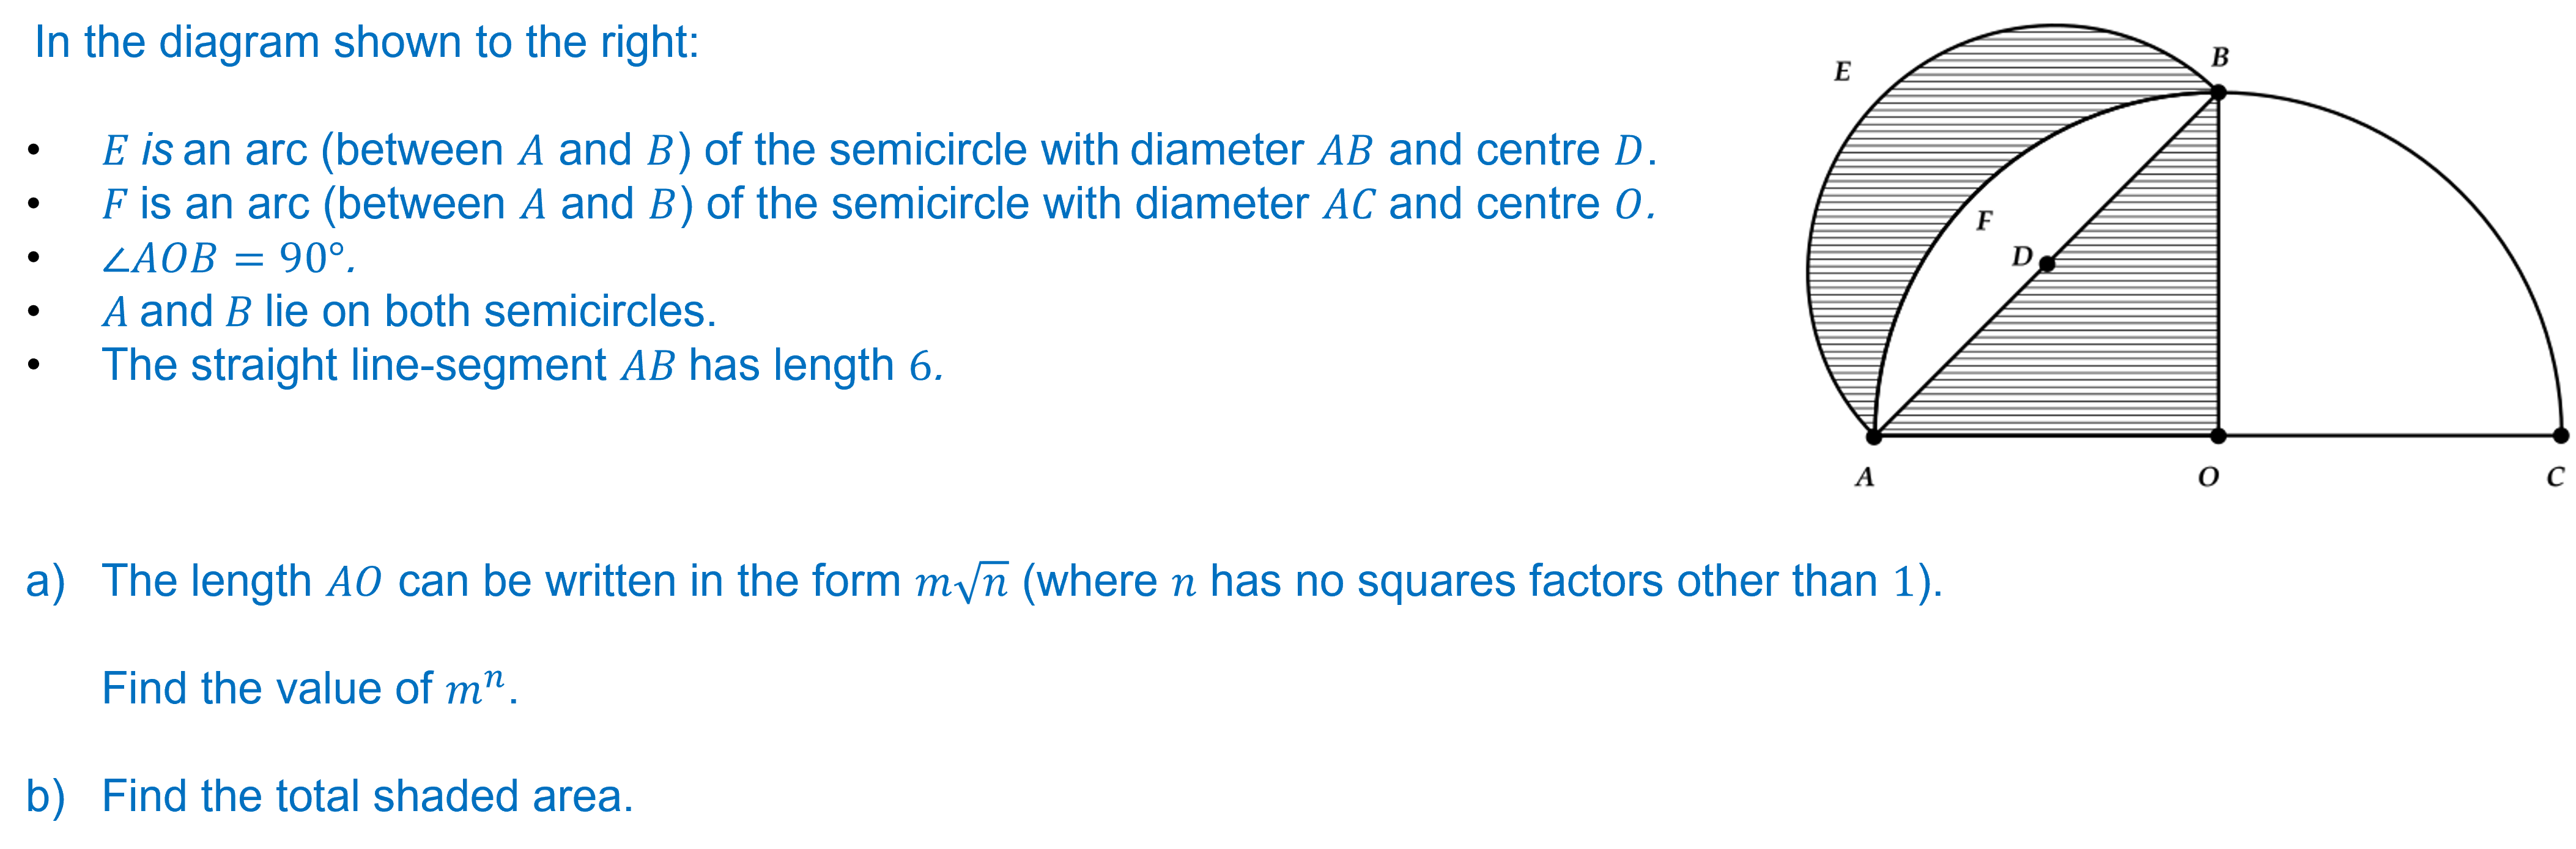 In the diagram shown to the right:
• E is an arc (between A and B) of the semicircle with diameter AB and centre D.
• F is an arc (between A and B) of the semicircle with diameter AC and centre O.
• ∠AOB = 90°.
• A and B lie on both semicircles.
• The straight line-segment AB has length 6.
E
B
F
D
A
O
C
a) The length AO can be written in the form m√n (where n has no squares factors other than 1).
Find the value of mⁿ.
b) Find the total shaded area.